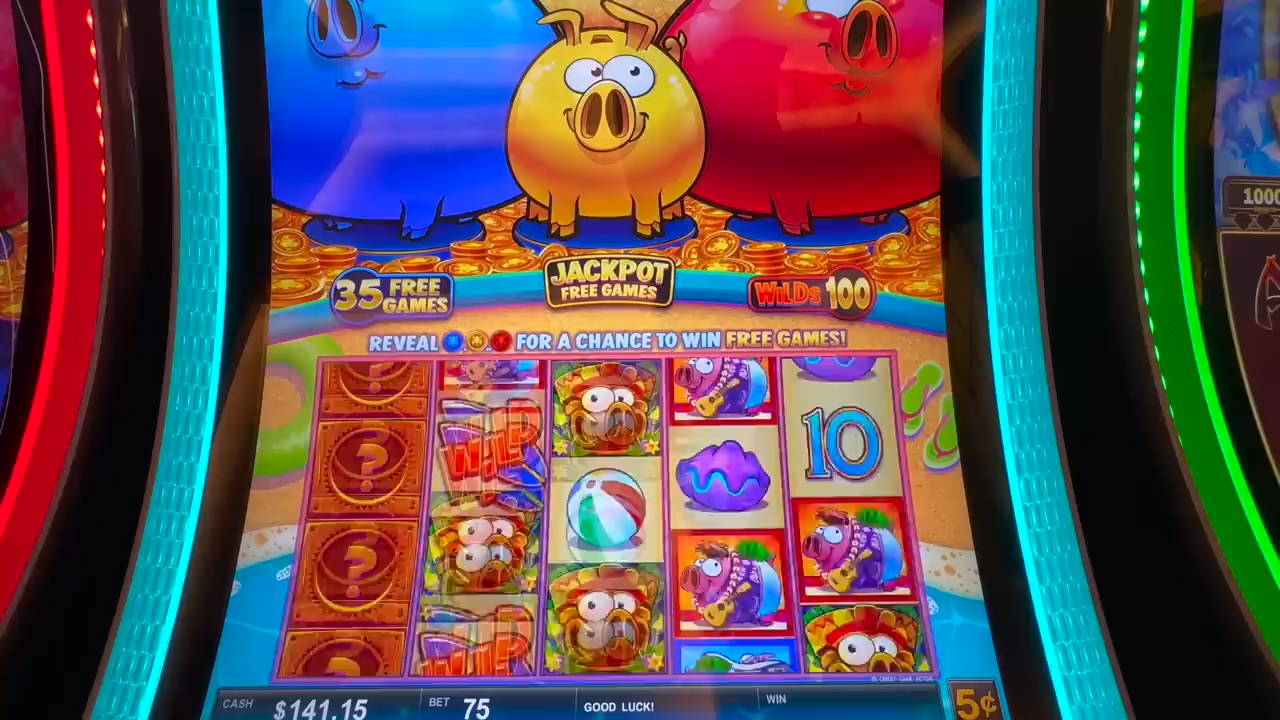 35 FREE GAMES
JACKPOT
FREE GAMES
WILDS 100
REVEAL FOR A CHANCE TO WIN FREE GAMES!
?
WILD
10
?
?
WILD
?
CASH $141.15
BET 75
GOOD LUCK!
WIN
5¢
1000